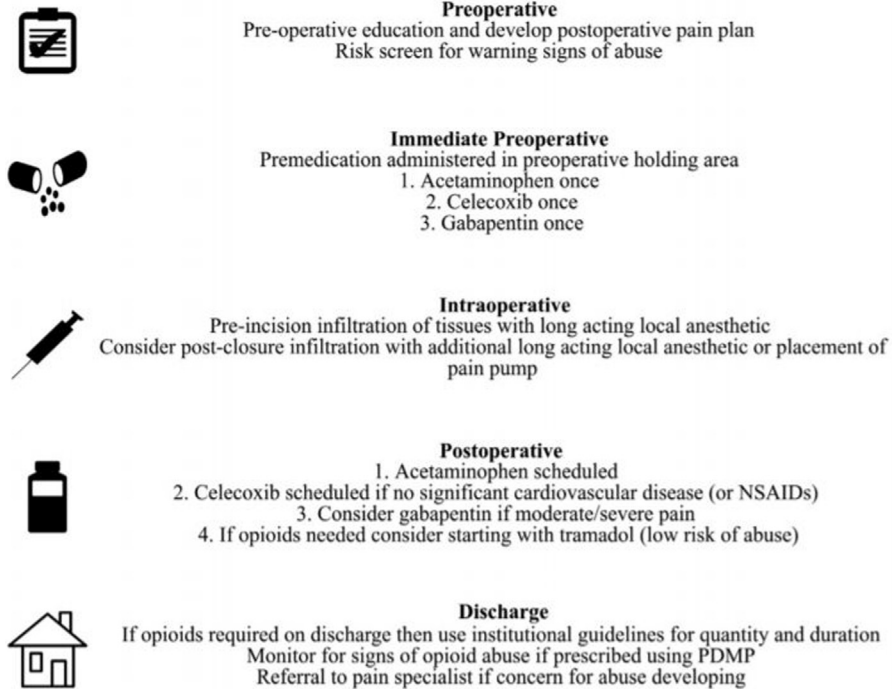 Preoperative
Pre-operative education and develop postoperative pain plan
Risk screen for warning signs of abuse
Immediate Preoperative
Premedication administered in preoperative holding area
1. Acetaminophen once
2. Celecoxib once
3. Gabapentin once
Intraoperative
Pre-incision infiltration of tissues with long acting local anesthetic
Consider post-closure infiltration with additional long acting local anesthetic or placement of
pain pump
Postoperative
1. Acetaminophen scheduled
2. Celecoxib scheduled if no significant cardiovascular disease (or NSAIDs)
3. Consider gabapentin if moderate/severe pain
4. If opioids needed consider starting with tramadol (low risk of abuse)
Discharge
If opioids required on discharge then use institutional guidelines for quantity and duration
Monitor for signs of opioid abuse if prescribed using PDMP
Referral to pain specialist if concern for abuse developing